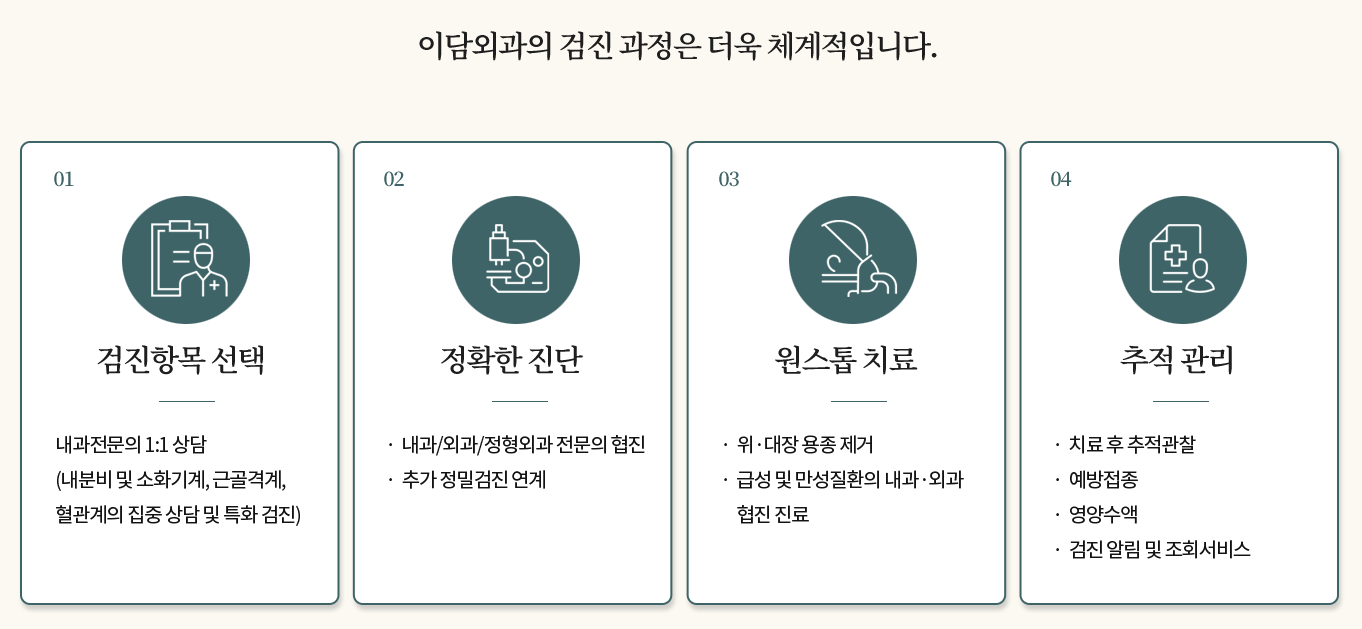 이담외과의 검진 과정은 더욱 체계적입니다.
01
검진항목 선택
내과전문의 1:1 상담
(내분비 및 소화기계, 근골격계,
혈관계의 집중 상담 및 특화 검진)
02
정확한 진단
· 내과/외과/정형외과 전문의 협진
· 추가 정밀검진 연계
03
원스톱 치료
· 위·대장 용종 제거
· 급성 및 만성질환의 내과·외과
협진 진료
04
추적 관리
· 치료 후 추적관찰
· 예방접종
· 영양수액
· 검진 알림 및 조회서비스